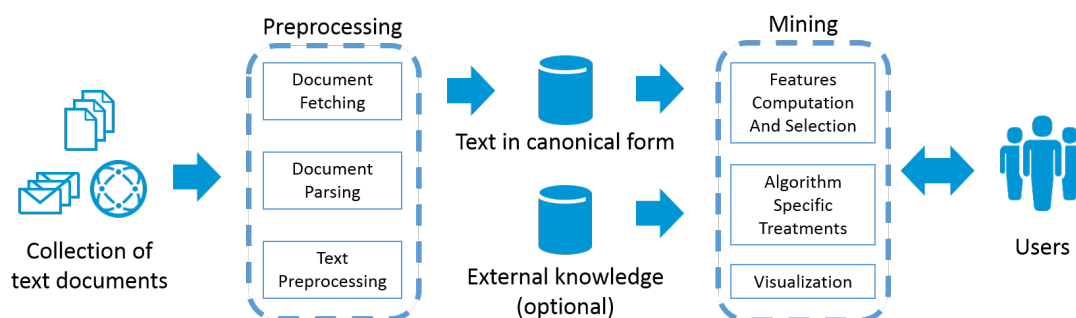 Preprocessing
Mining
Document
Fetching
Document
Parsing
Text
Preprocessing
Collection of
text documents
Text in canonical form
External knowledge
(optional)
Features
Computation
And Selection
Algorithm
Specific
Treatments
Visualization
Users